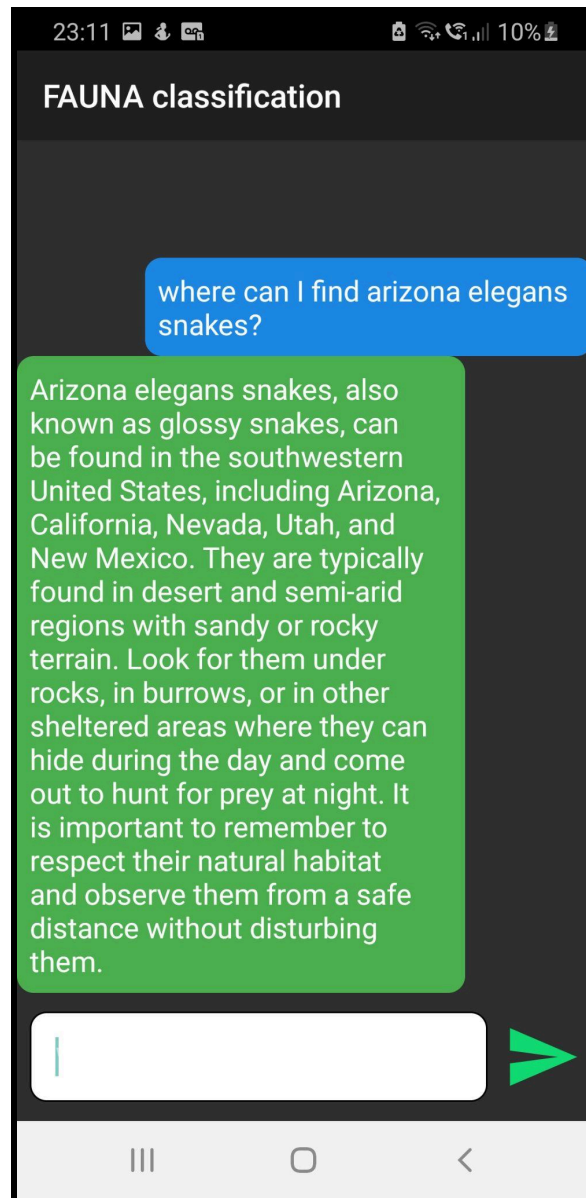 23:11
10%
FAUNA classification
where can I find arizona elegans
snakes?
Arizona elegans snakes, also
known as glossy snakes, can
be found in the southwestern
United States, including Arizona,
California, Nevada, Utah, and
New Mexico. They are typically
found in desert and semi-arid
regions with sandy or rocky
terrain. Look for them under
rocks, in burrows, or in other
sheltered areas where they can
hide during the day and come
out to hunt for prey at night. It
is important to remember to
respect their natural habitat
and observe them from a safe
distance without disturbing
them.